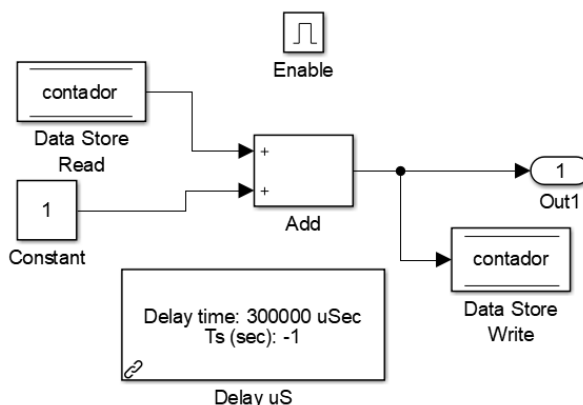 Enable
contador
Data Store
Read
1
Constant
+
+
Add
1
Out1
contador
Data Store
Write
Delay time: 300000 uSec
Ts (sec): -1
Delay uS